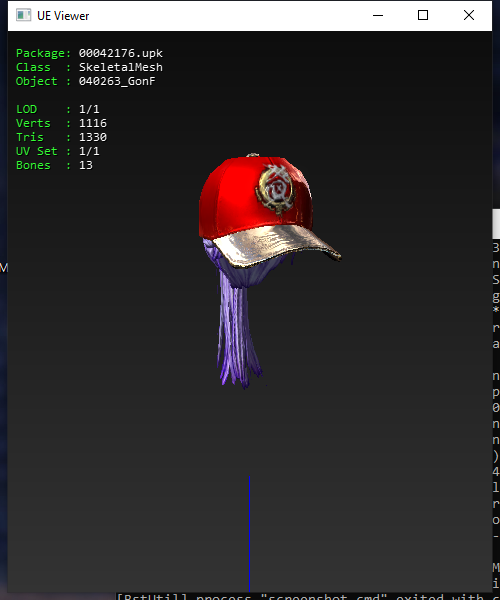 UE Viewer
Package: 00042176.upk
Class  : SkeletalMesh
Object : 040263_GonF
LOD    : 1/1
Verts  : 1116
Tris   : 1330
UV Set : 1/1
Bones  : 13
[BstUtil] process "screenshot.cmd" exited with c